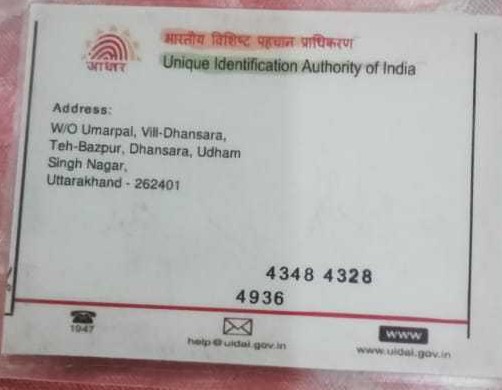 भारतीय विशिष्ट पहचान प्राधिकरण
आधार
Unique Identification Authority of India
Address:
W/O Umarpal, Vill-Dhansara,
Teh-Bazpur, Dhansara, Udham
Singh Nagar,
Uttarakhand - 262401
4348 4328
4936
1947
help@uidai.gov.in
www
www.uidai.gov.in